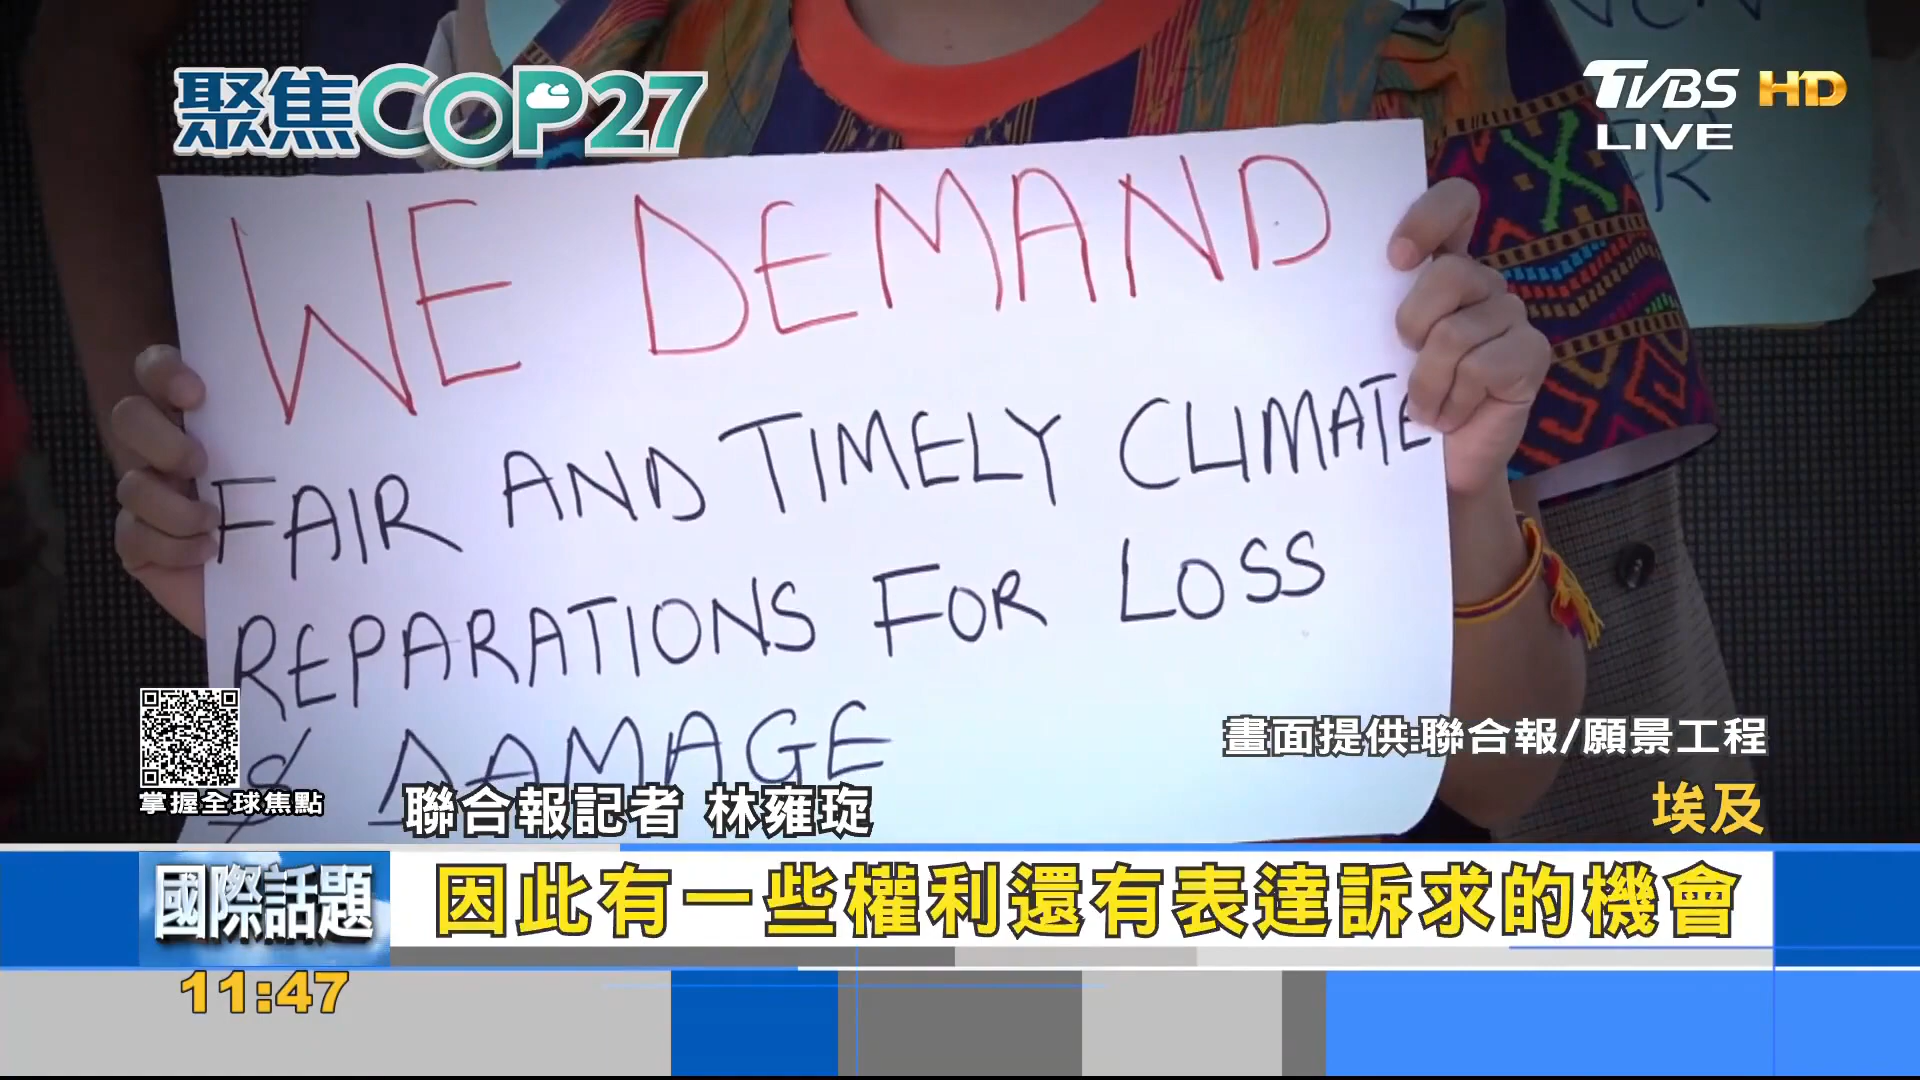 聚焦COP27
TVBS HD
LIVE
WE DEMAND
FAIR AND TIMELY CLIMATE
REPARATIONS FOR LOSS
& DAMAGE
畫面提供:聯合報/願景工程
掌握全球焦點
聯合報記者 林雍琁
埃及
國際話題
因此有一些權利還有表達訴求的機會
11:47